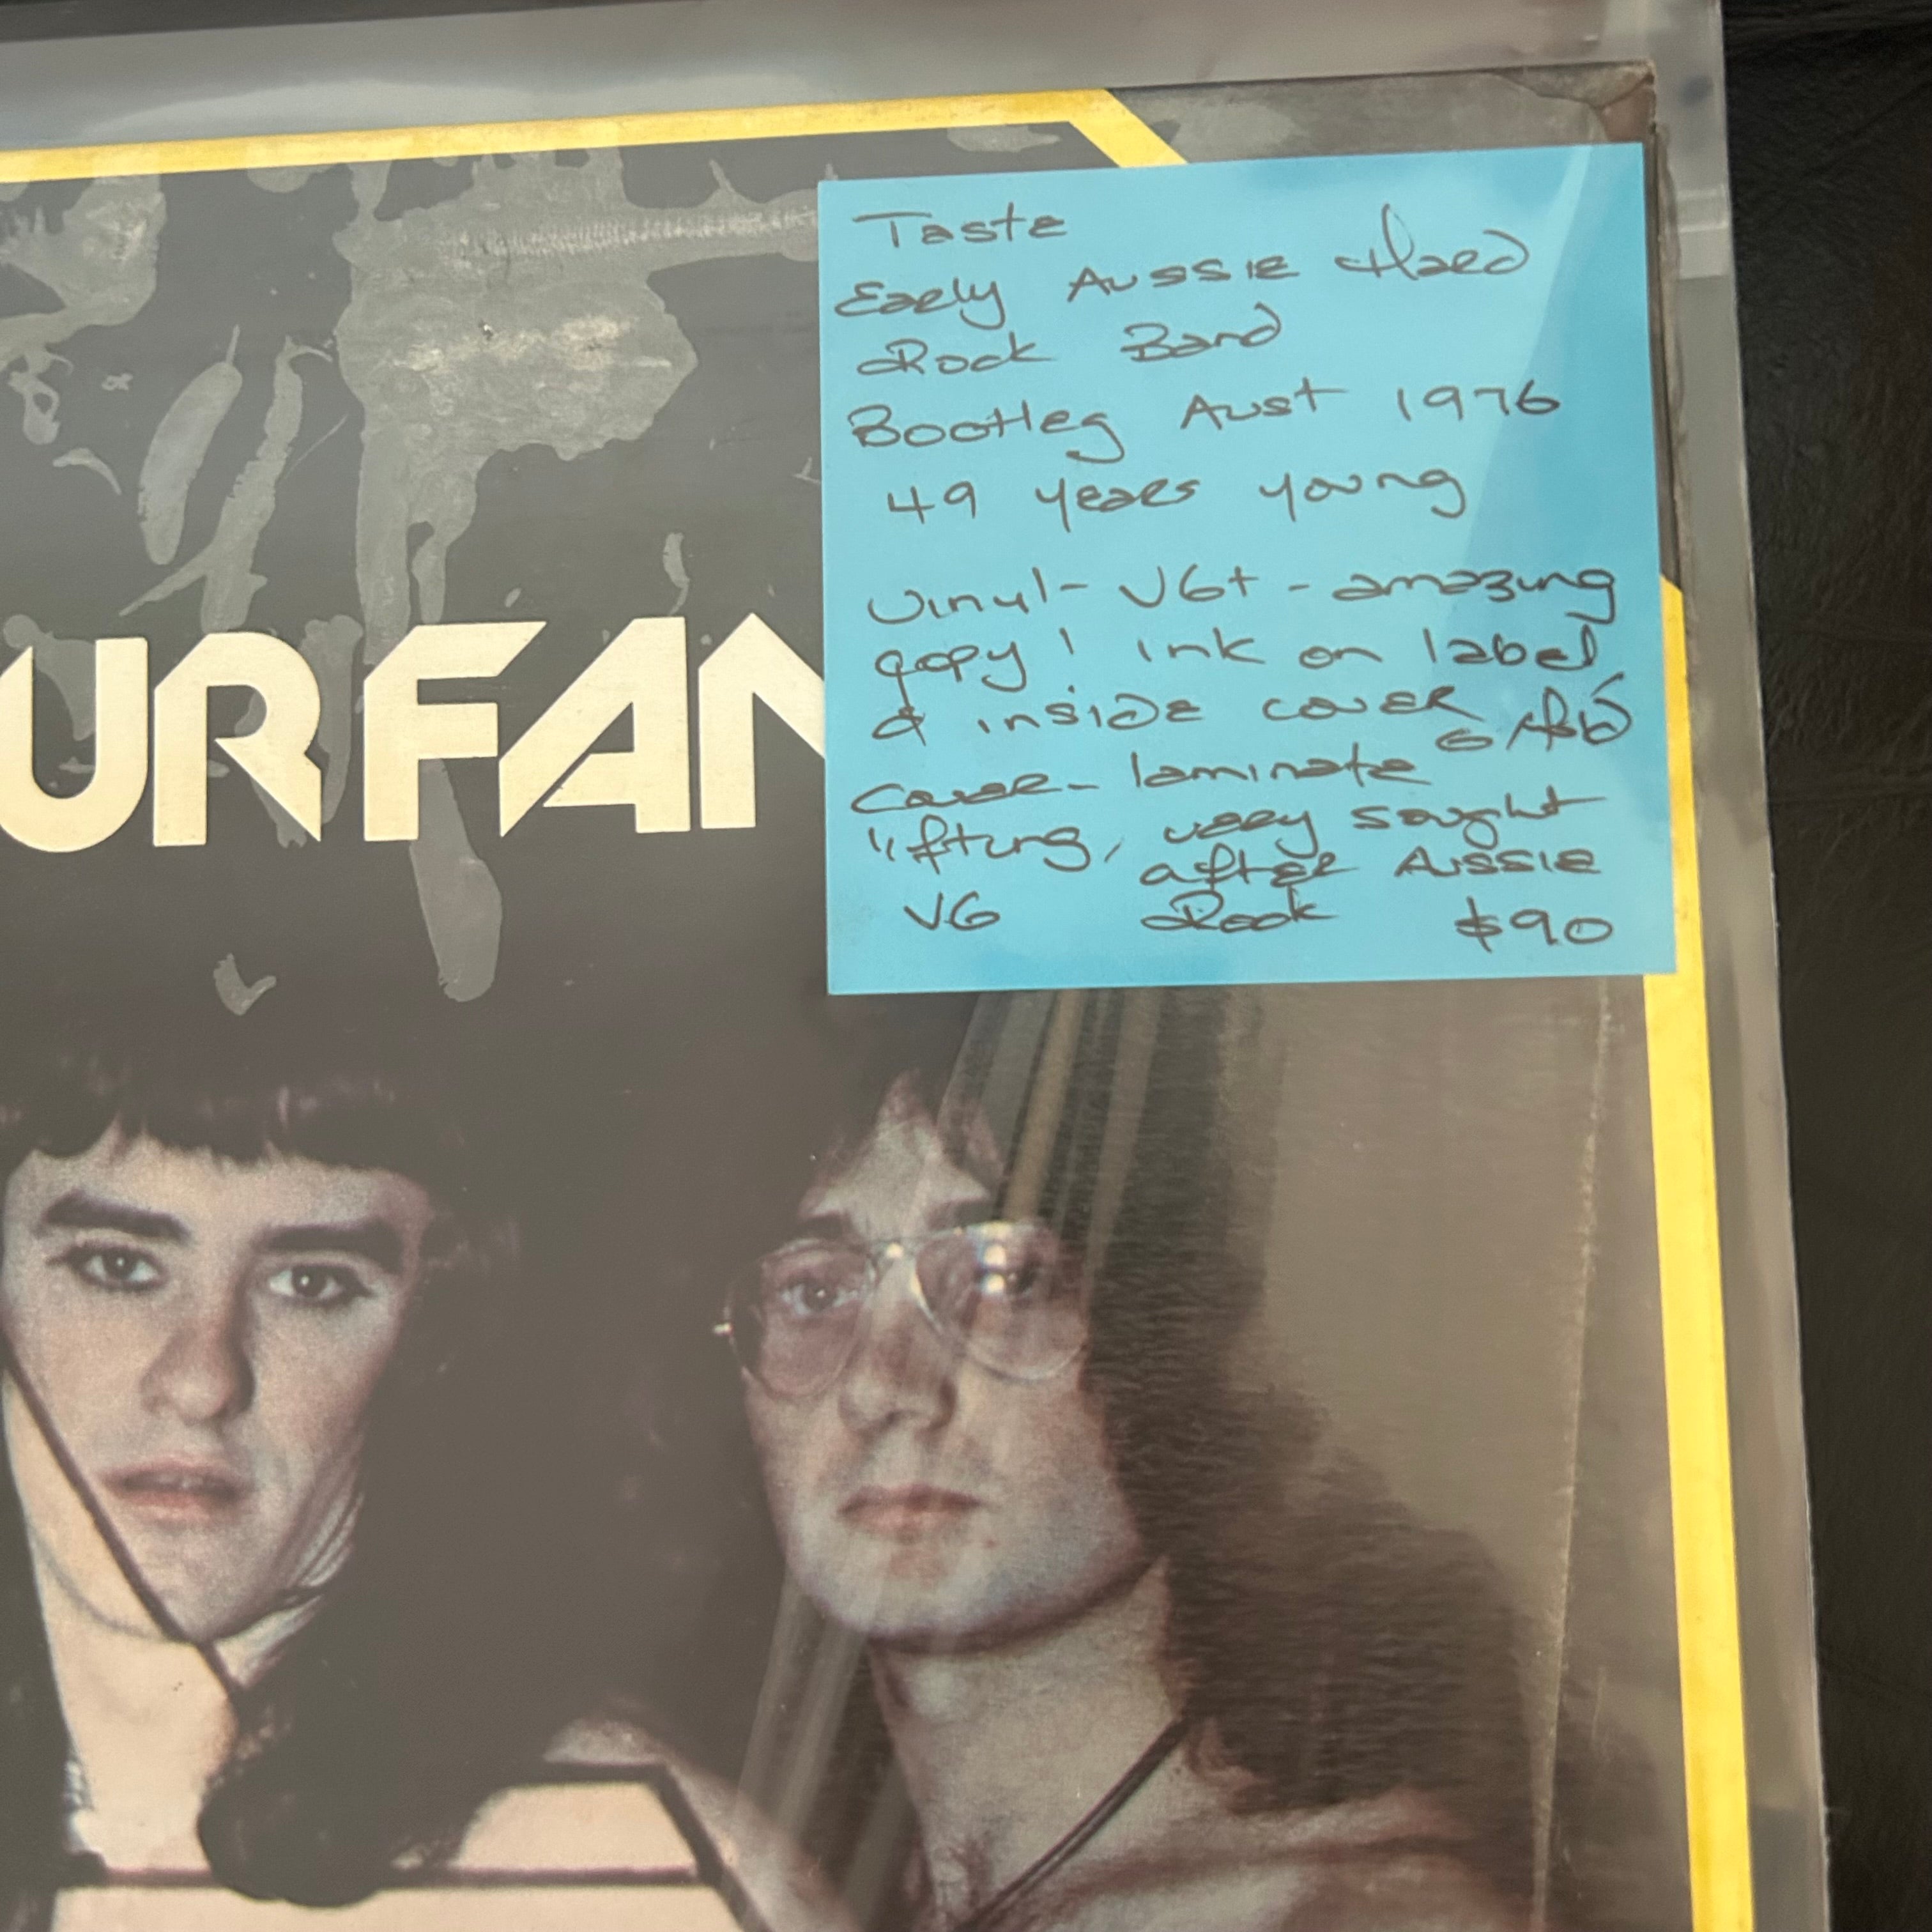 Taste
Early Aussie Hard
Rock Band
Bootleg Aust 1976
49 years young
Vinyl - VG+ - amazing
copy! ink on label
& inside cover
Cover - laminate
lifting, very sought
after Aussie
VG Rock $90
UR FAN